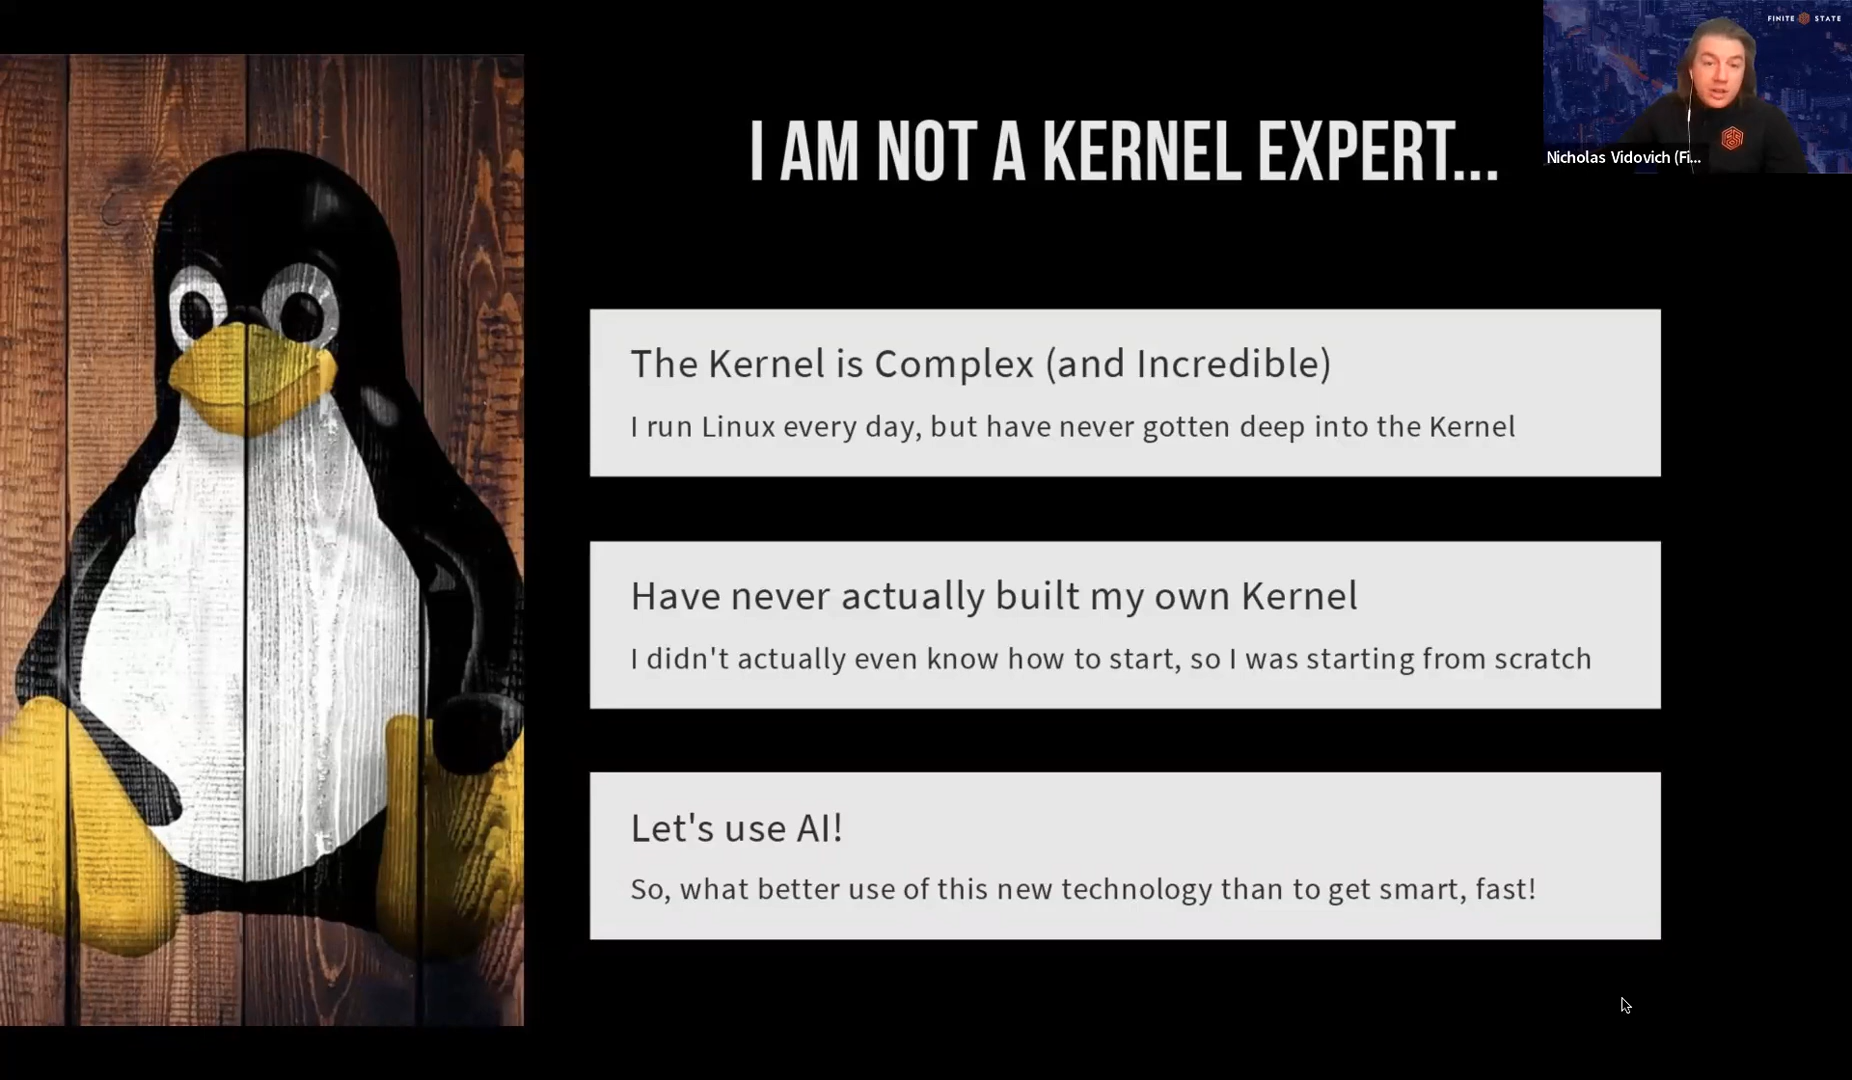 FINITE STATE
Nicholas Vidovich (Fi...
I AM NOT A KERNEL EXPERT...
The Kernel is Complex (and Incredible)
I run Linux every day, but have never gotten deep into the Kernel
Have never actually built my own Kernel
I didn't actually even know how to start, so I was starting from scratch
Let's use AI!
So, what better use of this new technology than to get smart, fast!